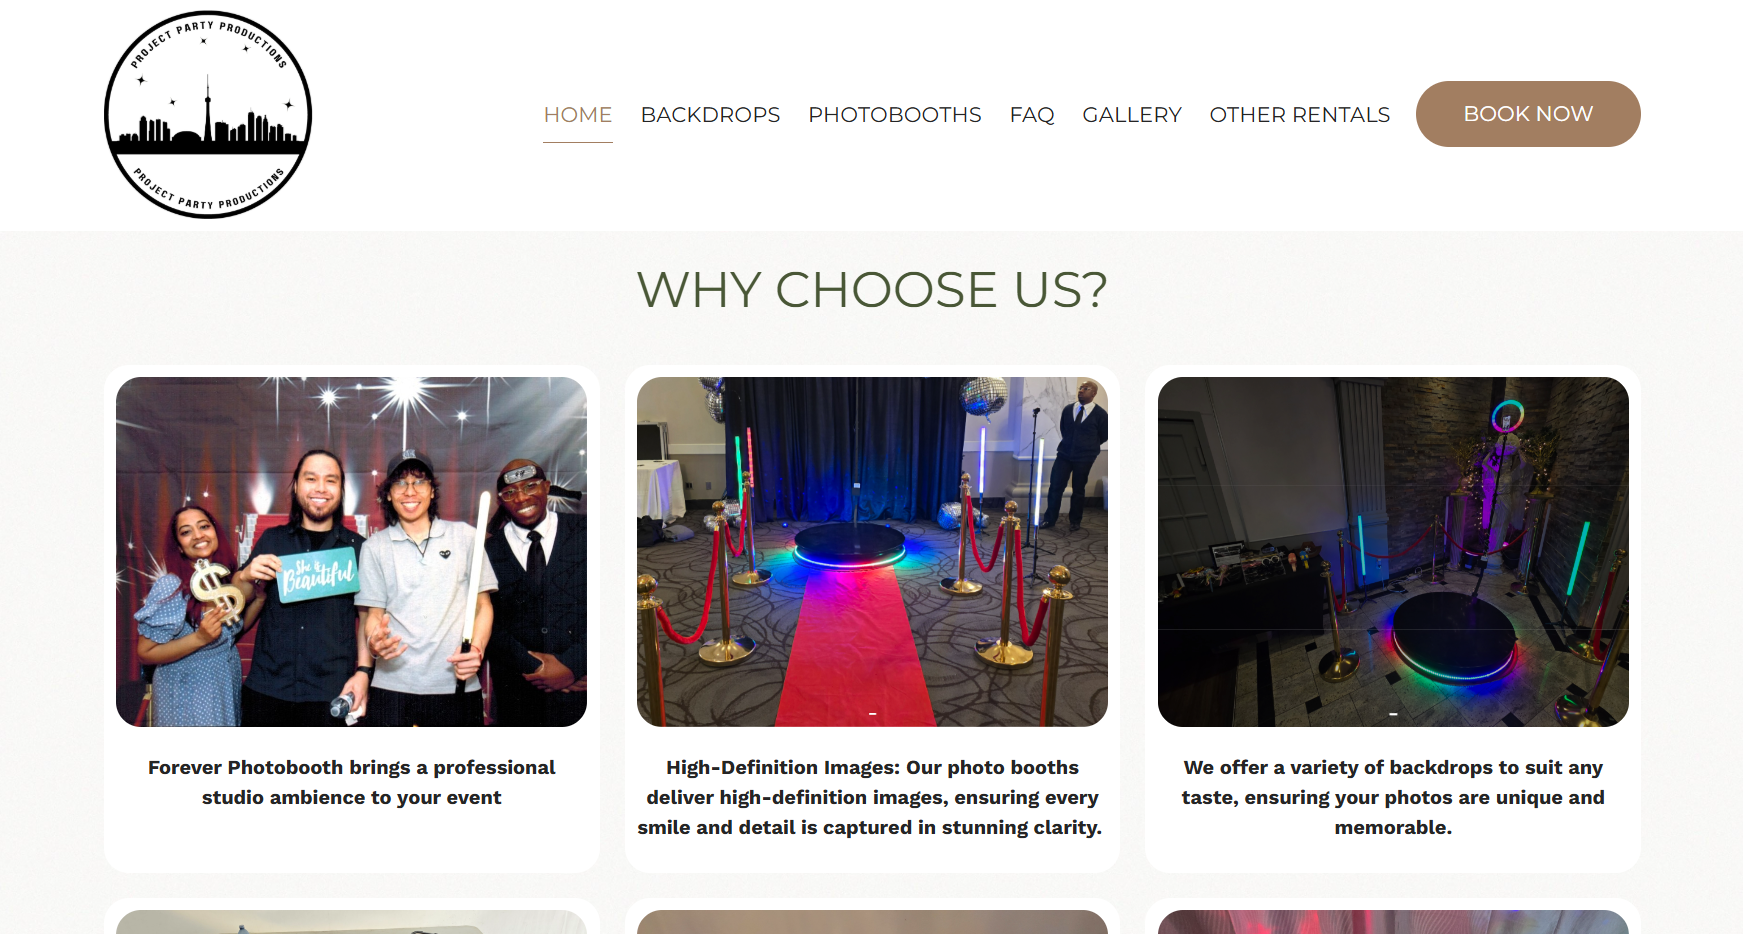 PROJECT PARTY PRODUCTIONS
PROJECT PARTY PRODUCTIONS
HOME BACKDROPS PHOTOBOOTHS FAQ GALLERY OTHER RENTALS BOOK NOW
WHY CHOOSE US?
She is
Beautiful
Forever Photobooth brings a professional
studio ambience to your event
High-Definition Images: Our photo booths
deliver high-definition images, ensuring every
smile and detail is captured in stunning clarity.
We offer a variety of backdrops to suit any
taste, ensuring your photos are unique and
memorable.